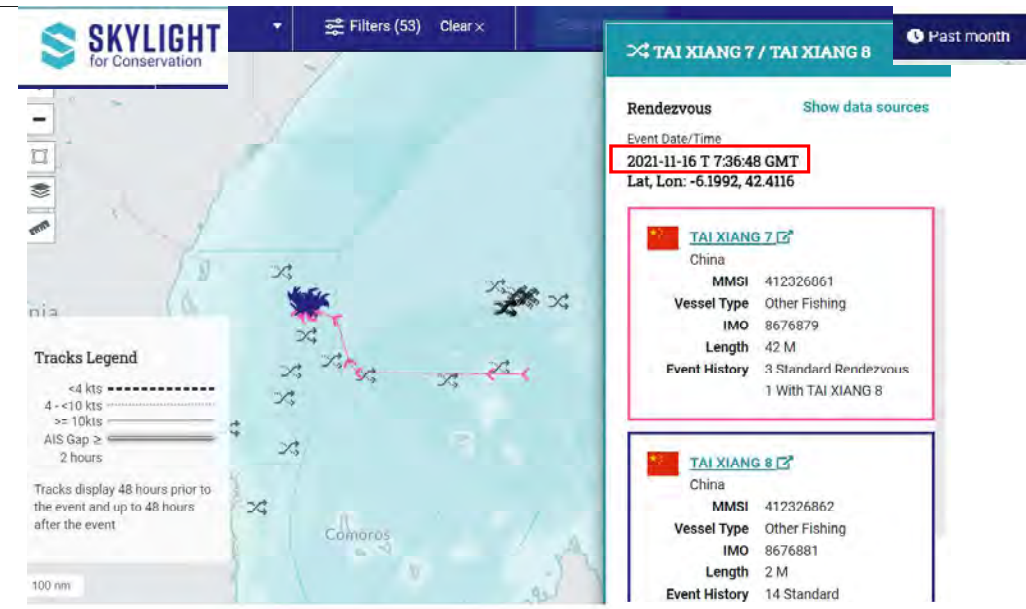 SKYLIGHT
for Conservation
Filters (53) Clear ×
Past month
TAI XIANG 7 / TAI XIANG 8
Rendezvous Show data sources
Event Date/Time
2021-11-16 T 7:36:48 GMT
Lat, Lon: -6.1992, 42.4116
TAI XIANG 7
China
MMSI 412326861
Vessel Type Other Fishing
IMO 8676879
Length 42 M
Event History 3 Standard Rendezvous
1 With TAI XIANG 8
TAI XIANG 8
China
MMSI 412326862
Vessel Type Other Fishing
IMO 8676881
Length 2 M
Event History 14 Standard
nia
Tracks Legend
<4 kts
4 - <10 kts
>= 10kts
AIS Gap ≥
2 hours
Tracks display 48 hours prior to
the event and up to 48 hours
after the event
100 nm
Comoros